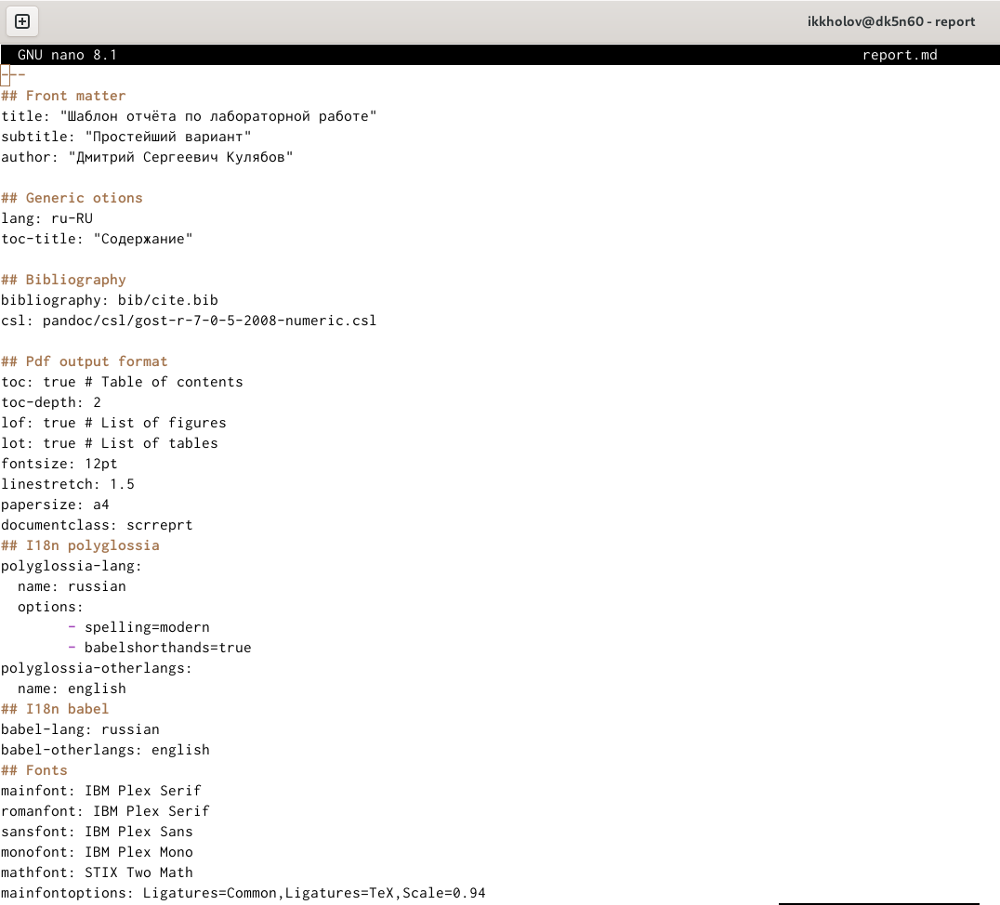 ikkholov@dk5n60 - report
GNU nano 8.1 report.md
---
## Front matter
title: "Шаблон отчёта по лабораторной работе"
subtitle: "Простейший вариант"
author: "Дмитрий Сергеевич Кулябов"
## Generic otions
lang: ru-RU
toc-title: "Содержание"
## Bibliography
bibliography: bib/cite.bib
csl: pandoc/csl/gost-r-7-0-5-2008-numeric.csl
## Pdf output format
toc: true # Table of contents
toc-depth: 2
lof: true # List of figures
lot: true # List of tables
fontsize: 12pt
linestretch: 1.5
papersize: a4
documentclass: scrreprt
## I18n polyglossia
polyglossia-lang:
  name: russian
  options:
        - spelling=modern
        - babelshorthands=true
polyglossia-otherlangs:
  name: english
## I18n babel
babel-lang: russian
babel-otherlangs: english
## Fonts
mainfont: IBM Plex Serif
romanfont: IBM Plex Serif
sansfont: IBM Plex Sans
monofont: IBM Plex Mono
mathfont: STIX Two Math
mainfontoptions: Ligatures=Common,Ligatures=TeX,Scale=0.94